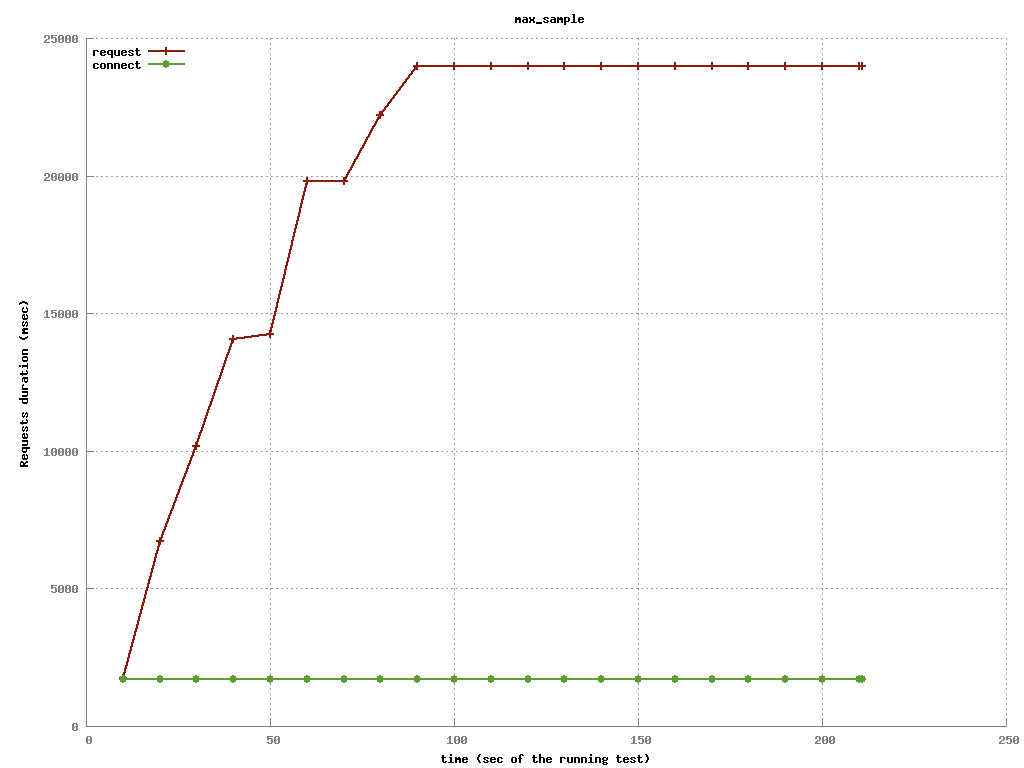 max_sample
25000
20000
15000
10000
5000
0
request
connect
Requests duration (msec)
0 50 100 150 200 250
time (sec of the running test)